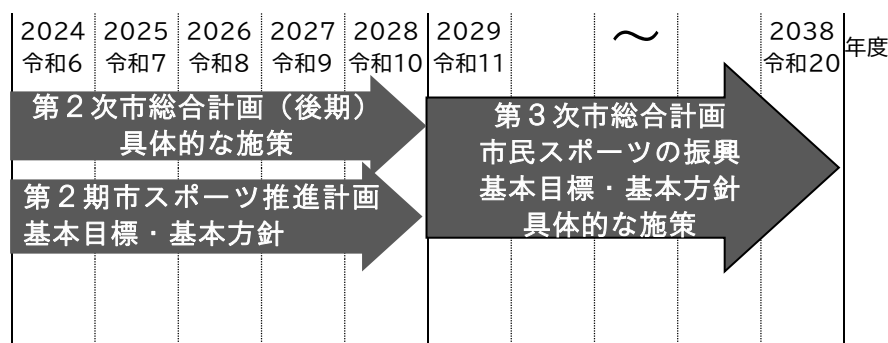 2024 2025 2026 2027 2028 2029 ～ 2038
令和6 令和7 令和8 令和9 令和10 令和11 令和20 年度
第２次市総合計画（後期）
具体的な施策
第２期市スポーツ推進計画
基本目標・基本方針
第３次市総合計画
市民スポーツの振興
基本目標・基本方針
具体的な施策